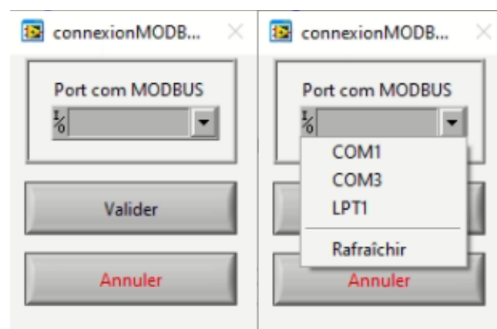 connexionMODB...
Port com MODBUS
I/O
Valider
Annuler
connexionMODB...
Port com MODBUS
I/O
COM1
COM3
LPT1
Rafraîchir
Annuler